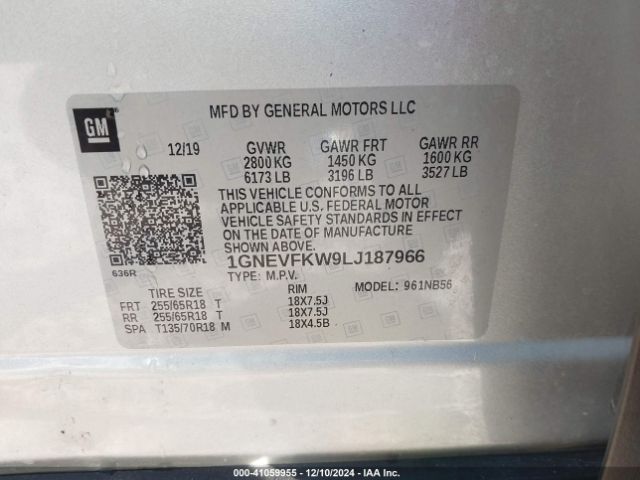 GM
MFD BY GENERAL MOTORS LLC
12/19 GVWR GAWR FRT GAWR RR
2800 KG 1450 KG 1600 KG
6173 LB 3196 LB 3527 LB
THIS VEHICLE CONFORMS TO ALL
APPLICABLE U.S. FEDERAL MOTOR
VEHICLE SAFETY STANDARDS IN EFFECT
ON THE DATE OF MANUFACTURE
SHOWN ABOVE.
1GNEVFKW9LJ187966
636R
TYPE: M.P.V.
TIRE SIZE RIM MODEL: 961NB56
FRT 255/65R18 T 18X7.5J
RR 255/65R18 T 18X7.5J
SPA T135/70R18 M 18X4.5B
000-41059955 - 12/10/2024 - IAA Inc.